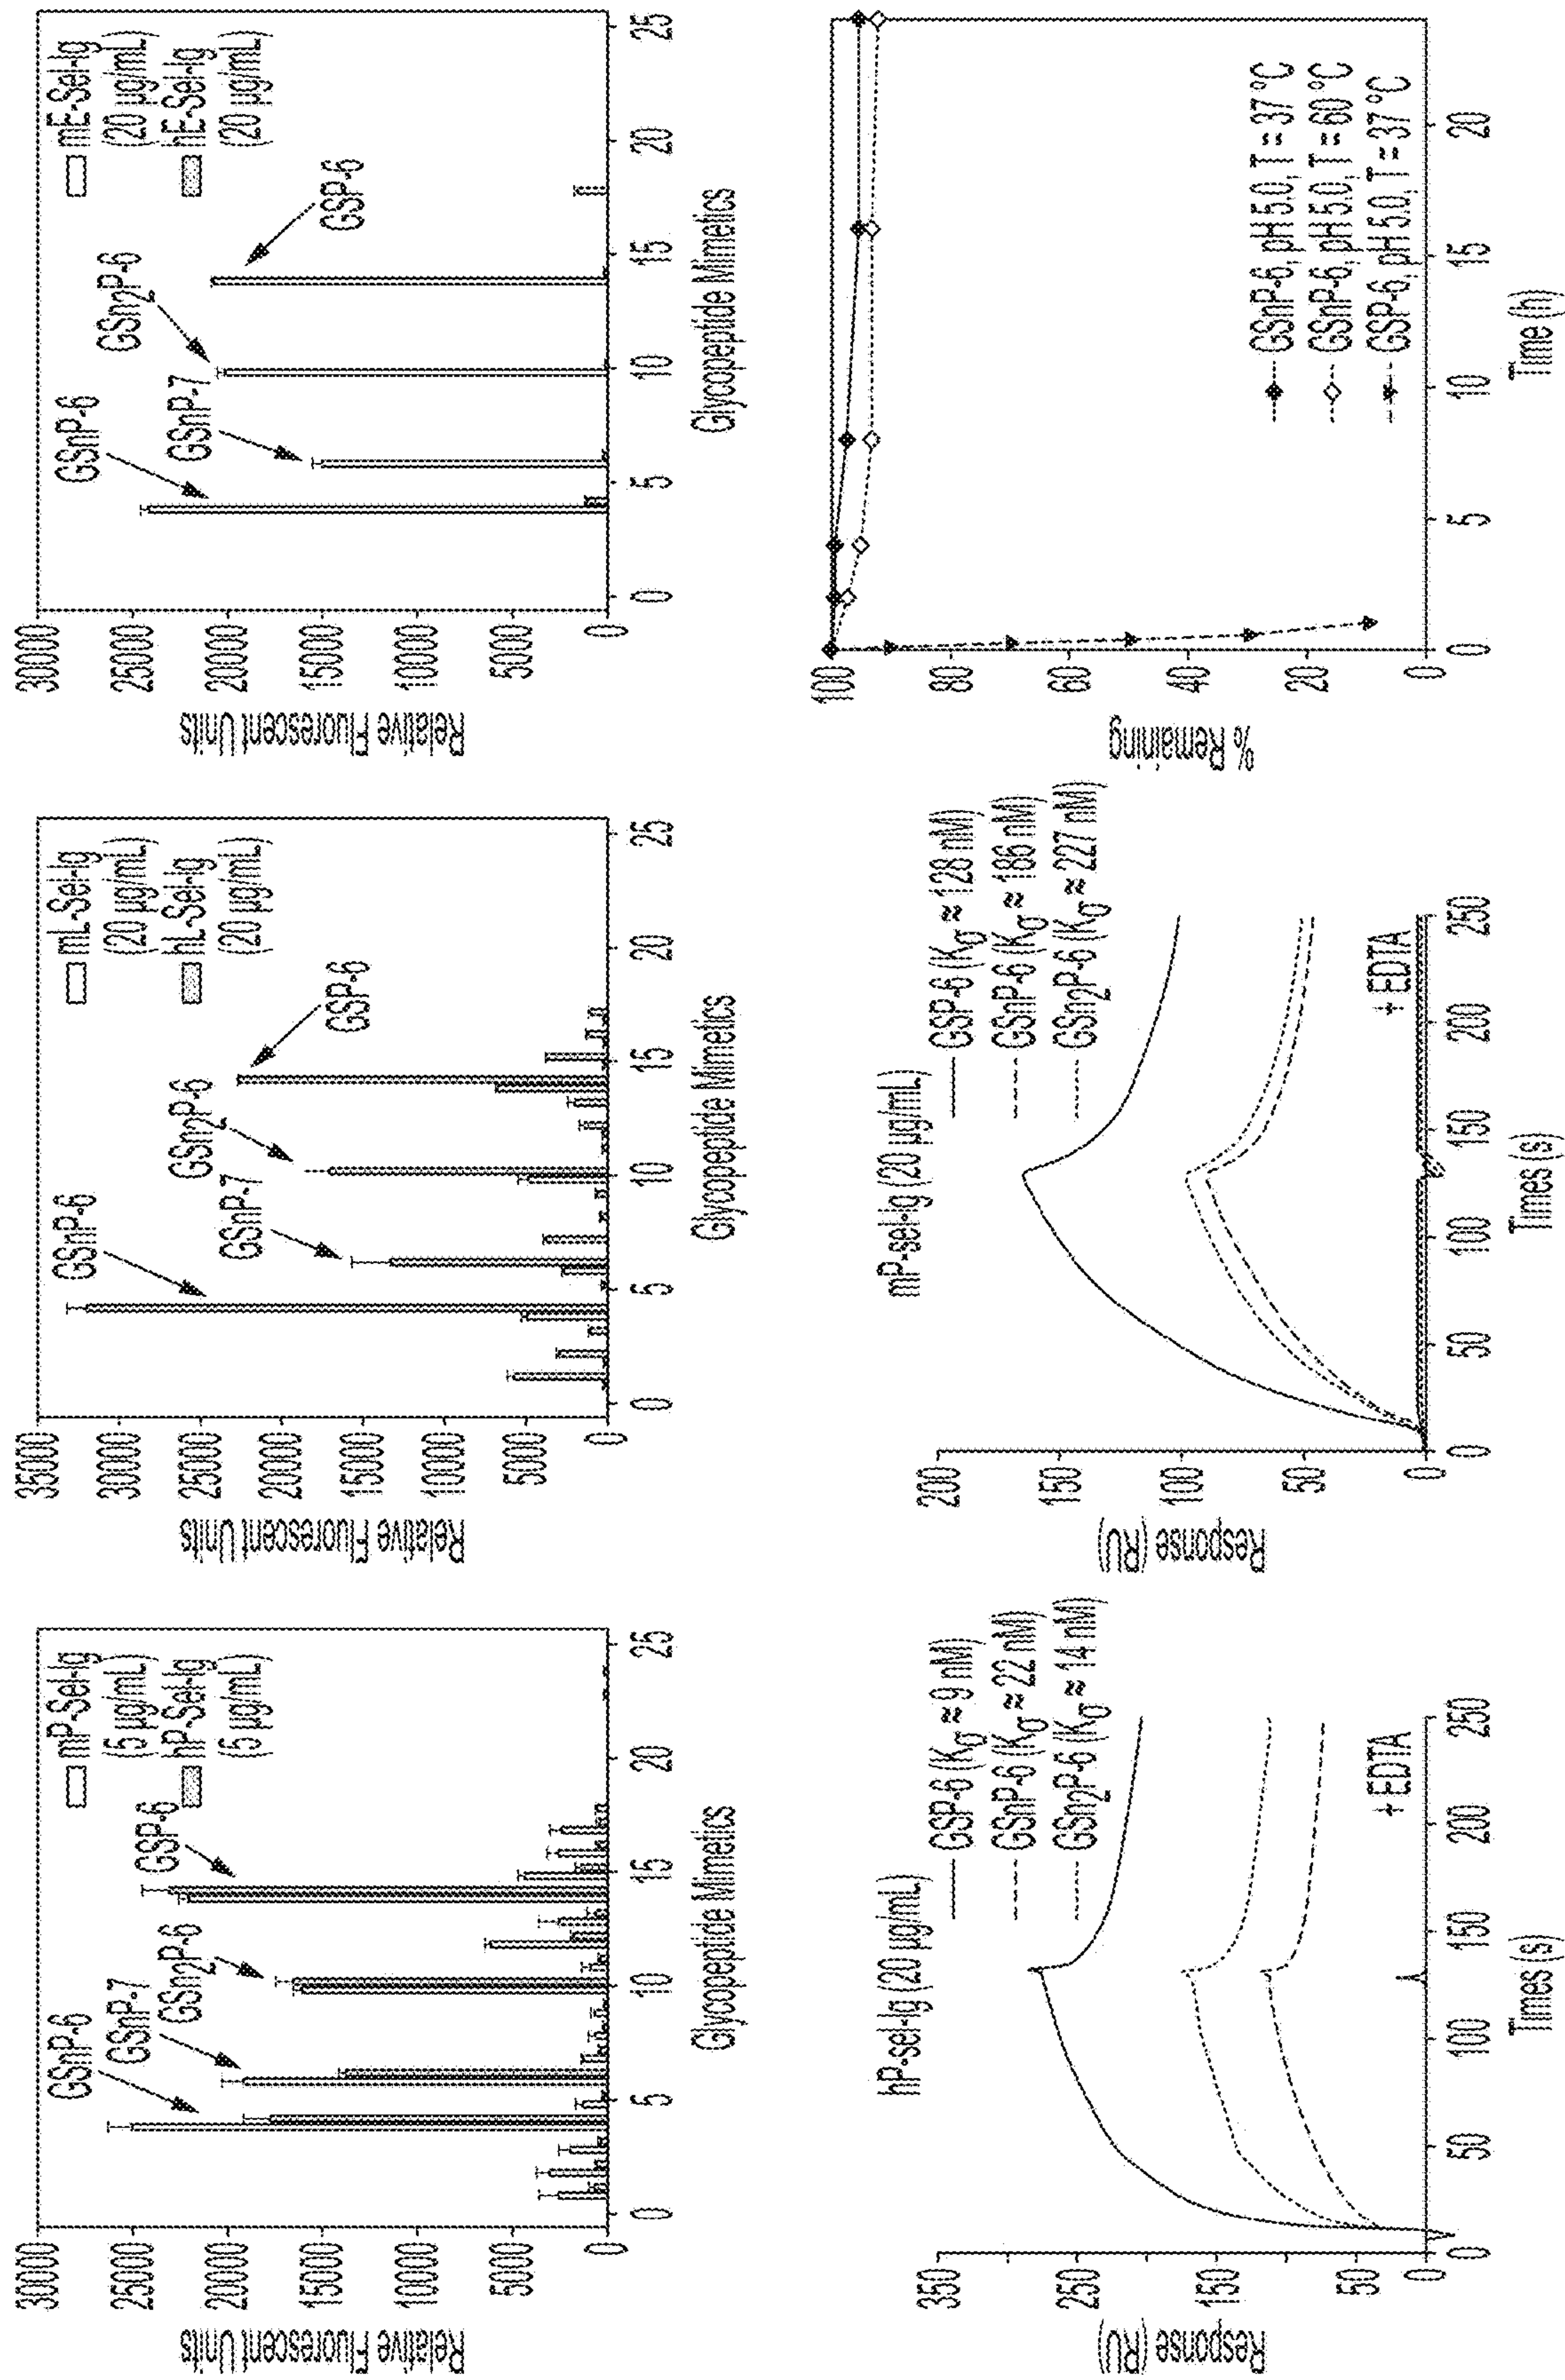 30000
25000
20000
15000
10000
5000
0
Relative Fluorescent Units
0
5
10
15
20
25
Glycopeptide Mimetics
GSnP-6
GSnP-7
GSn2P-6
GSP-6
mP-Sel-Ig
(5 µg/mL)
hP-Sel-Ig
(5 µg/mL)
35000
30000
25000
20000
15000
10000
5000
0
Relative Fluorescent Units
0
5
10
15
20
25
Glycopeptide Mimetics
GSnP-6
GSnP-7
GSn2P-6
GSP-6
mL-Sel-Ig
(20 µg/mL)
hL-Sel-Ig
(20 µg/mL)
30000
25000
20000
15000
10000
5000
0
Relative Fluorescent Units
0
5
10
15
20
25
Glycopeptide Mimetics
GSnP-6
GSnP-7
GSn2P-6
GSP-6
mE-Sel-Ig
(20 µg/mL)
hE-Sel-Ig
(20 µg/mL)
hP-sel-Ig (20 µg/mL)
GSP-6 (Kσ ≈ 9 nM)
GSnP-6 (Kσ ≈ 22 nM)
GSn2P-6 (Kσ ≈ 14 nM)
350
250
150
50
0
Response (RU)
+ EDTA
0
50
100
150
200
250
Times (s)
mP-sel-Ig (20 µg/mL)
GSP-6 (Kσ ≈ 128 nM)
GSnP-6 (Kσ ≈ 186 nM)
GSn2P-6 (Kσ ≈ 227 nM)
200
150
100
50
0
Response (RU)
+ EDTA
0
50
100
150
200
250
Times (s)
100
80
60
40
20
0
% Remaining
GSnP-6, pH 5.0, T = 37 °C
GSnP-6, pH 5.0, T = 60 °C
GSP-6, pH 5.0, T = 37 °C
0
5
10
15
20
Time (h)